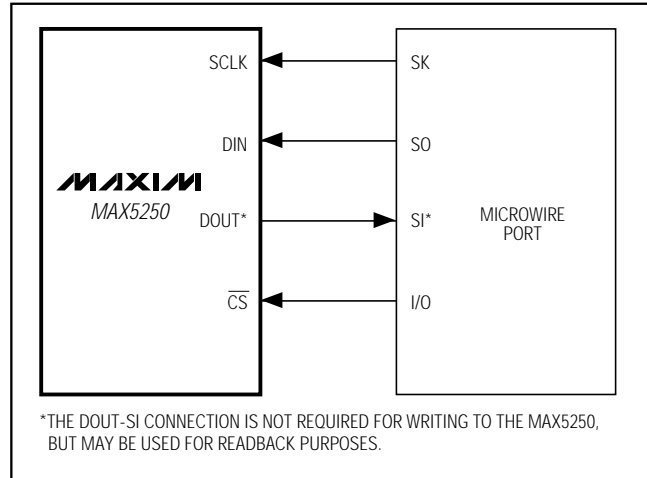 SCLK SK
DIN SO
MAXIM
MAX5250
DOUT* SI*
MICROWIRE
PORT
C̅S̅ I/O
*THE DOUT-SI CONNECTION IS NOT REQUIRED FOR WRITING TO THE MAX5250,
BUT MAY BE USED FOR READBACK PURPOSES.